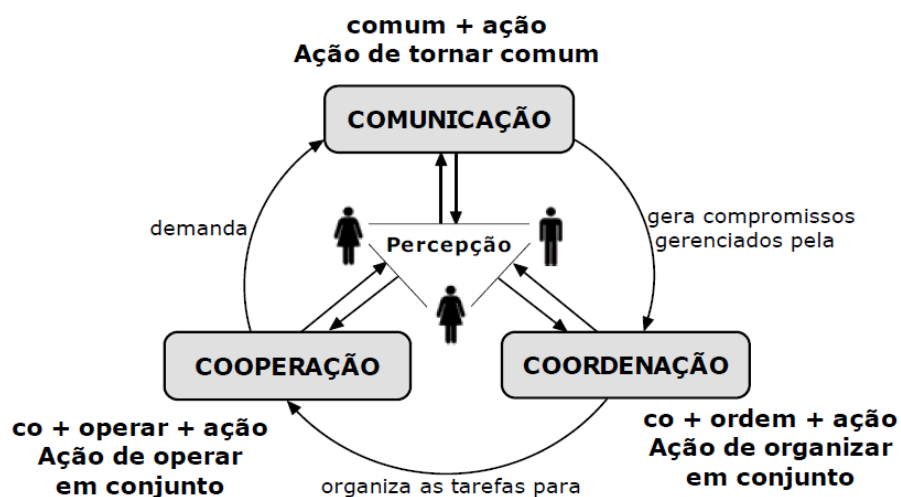 comum + ação
Ação de tornar comum
COMUNICAÇÃO
demanda
gera compromissos
gerenciados pela
Percepção
COOPERAÇÃO
COORDENAÇÃO
co + operar + ação
Ação de operar
em conjunto
co + ordem + ação
Ação de organizar
em conjunto
organiza as tarefas para